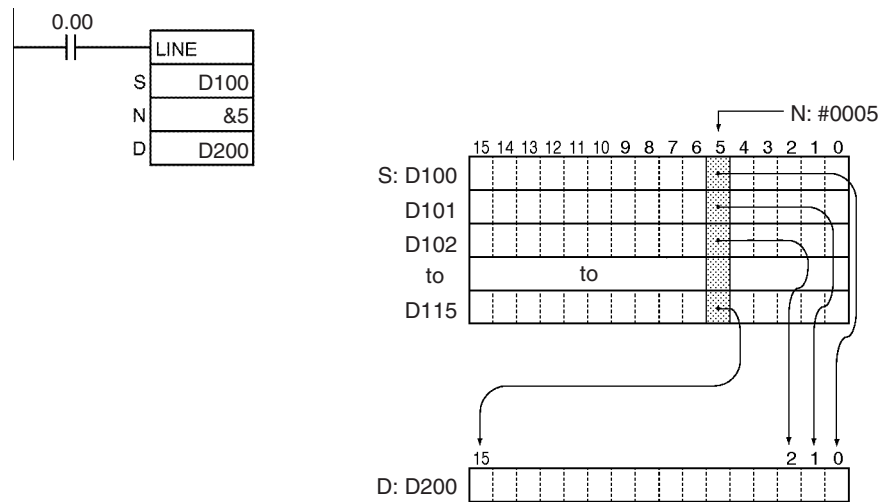 0.00
LINE
S D100
N &5
D D200
N: #0005
15 14 13 12 11 10 9 8 7 6 5 4 3 2 1 0
S: D100
D101
D102
to to
D115
15 2 1 0
D: D200